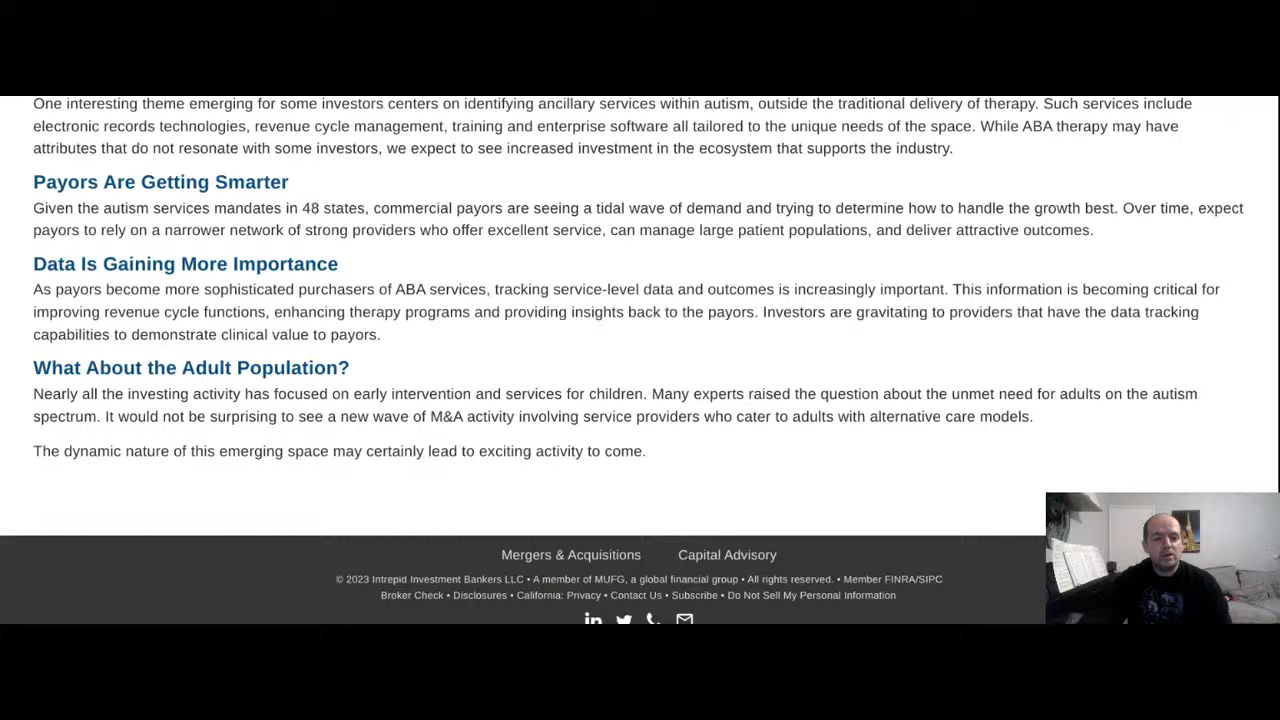 One interesting theme emerging for some investors centers on identifying ancillary services within autism, outside the traditional delivery of therapy. Such services include
electronic records technologies, revenue cycle management, training and enterprise software all tailored to the unique needs of the space. While ABA therapy may have
attributes that do not resonate with some investors, we expect to see increased investment in the ecosystem that supports the industry.
Payors Are Getting Smarter
Given the autism services mandates in 48 states, commercial payors are seeing a tidal wave of demand and trying to determine how to handle the growth best. Over time, expect
payors to rely on a narrower network of strong providers who offer excellent service, can manage large patient populations, and deliver attractive outcomes.
Data Is Gaining More Importance
As payors become more sophisticated purchasers of ABA services, tracking service-level data and outcomes is increasingly important. This information is becoming critical for
improving revenue cycle functions, enhancing therapy programs and providing insights back to the payors. Investors are gravitating to providers that have the data tracking
capabilities to demonstrate clinical value to payors.
What About the Adult Population?
Nearly all the investing activity has focused on early intervention and services for children. Many experts raised the question about the unmet need for adults on the autism
spectrum. It would not be surprising to see a new wave of M&A activity involving service providers who cater to adults with alternative care models.
The dynamic nature of this emerging space may certainly lead to exciting activity to come.
Mergers & Acquisitions Capital Advisory
© 2023 Intrepid Investment Bankers LLC • A member of MUFG, a global financial group • All rights reserved. • Member FINRA/SIPC
Broker Check • Disclosures • California: Privacy • Contact Us • Subscribe • Do Not Sell My Personal Information